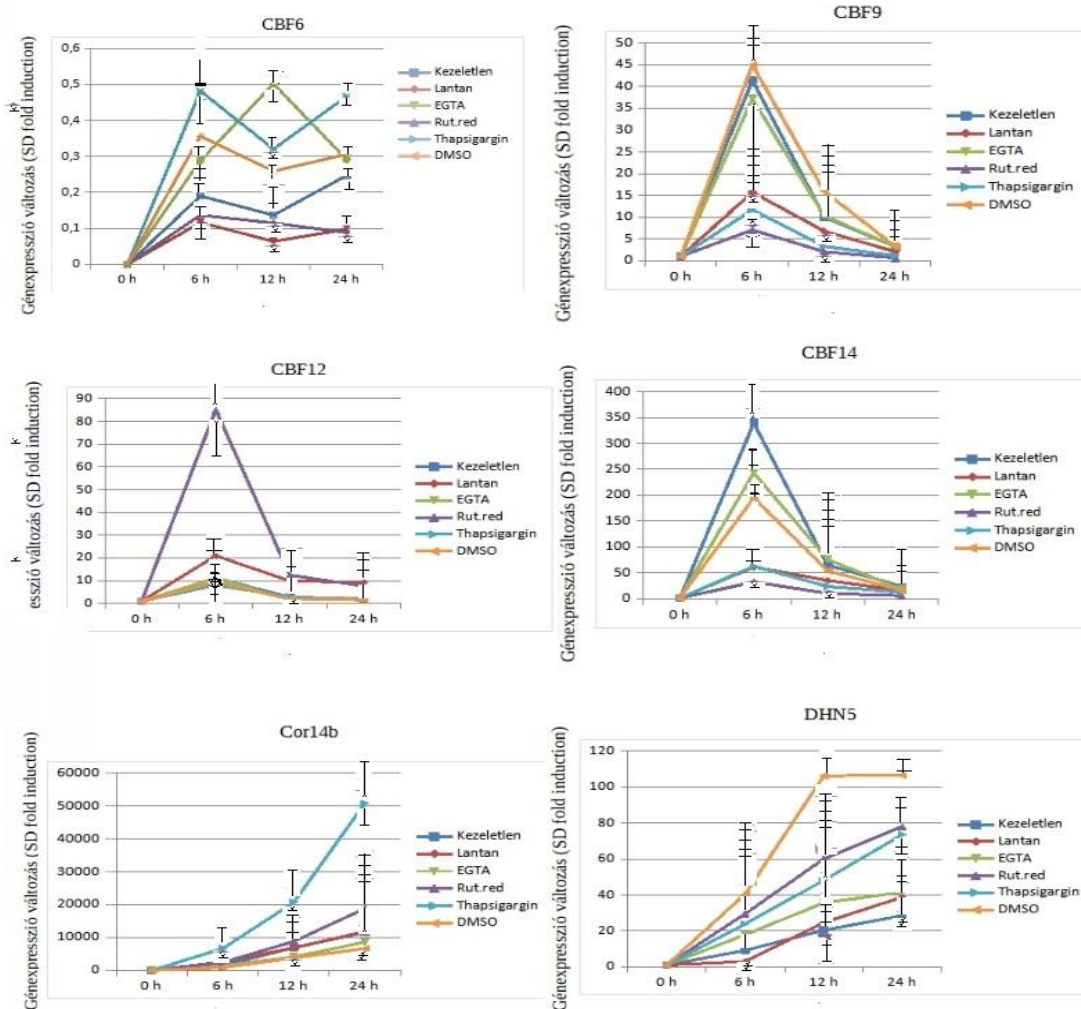 CBF6
Génexpresszió változás (SD fold induction)
0,6
0,5
0,4
0,3
0,2
0,1
0
0 h
6 h
12 h
24 h
Kezeletlen
Lantan
EGTA
Rut.red
Thapsigargin
DMSO
CBF9
Génexpresszió változás (SD fold induction)
50
45
40
35
30
25
20
15
10
5
0
0 h
6 h
12 h
24 h
Kezeletlen
Lantan
EGTA
Rut.red
Thapsigargin
DMSO
CBF12
esszió változás (SD fold induction)
90
80
70
60
50
40
30
20
10
0
0 h
6 h
12 h
24 h
Kezeletlen
Lantan
EGTA
Rut.red
Thapsigargin
DMSO
CBF14
Génexpresszió változás (SD fold induction)
400
350
300
250
200
150
100
50
0
0 h
6 h
12 h
24 h
Kezeletlen
Lantan
EGTA
Rut.red
Thapsigargin
DMSO
Cor14b
Génexpresszió változás (SD fold induction)
60000
50000
40000
30000
20000
10000
0
0 h
6 h
12 h
24 h
Kezeletlen
Lantan
EGTA
Rut.red
Thapsigargin
DMSO
DHN5
Génexpresszió változás (SD fold induction)
120
100
80
60
40
20
0
0 h
6 h
12 h
24 h
Kezeletlen
Lantan
EGTA
Rut.red
Thapsigargin
DMSO